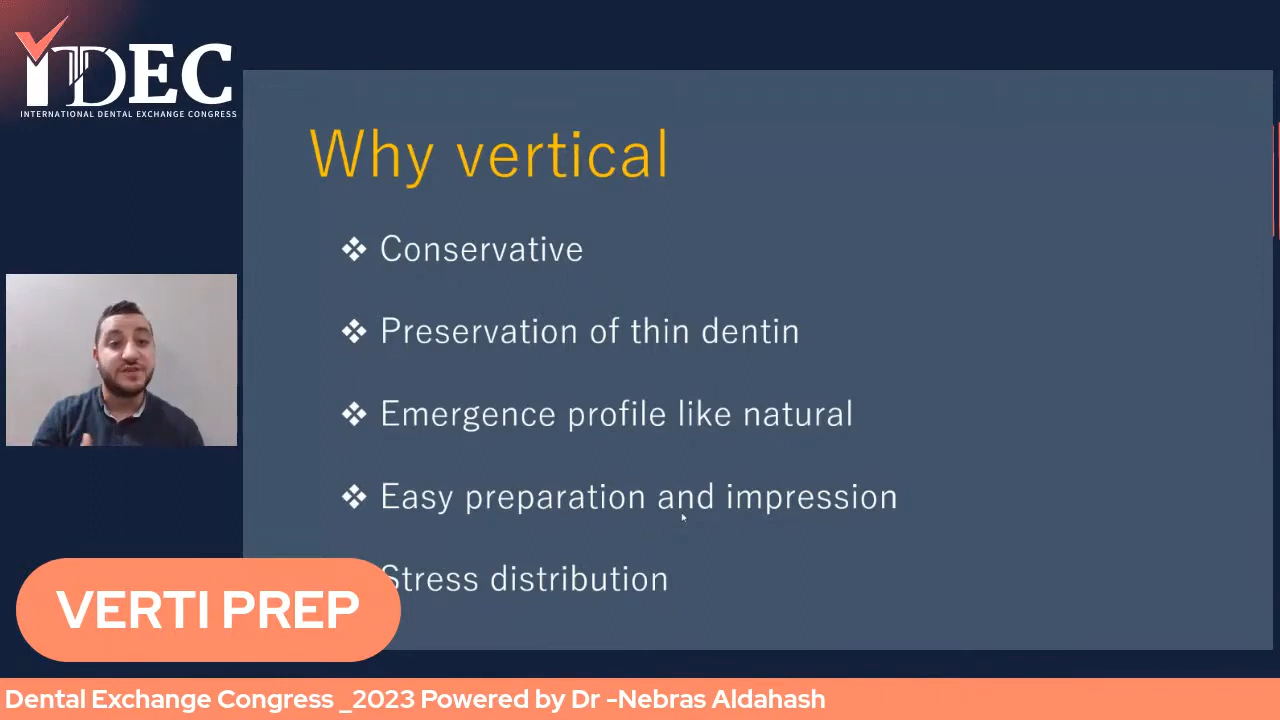 IDEC
INTERNATIONAL DENTAL EXCHANGE CONGRESS
Why vertical
❖ Conservative
❖ Preservation of thin dentin
❖ Emergence profile like natural
❖ Easy preparation and impression
Stress distribution
VERTI PREP
Dental Exchange Congress _2023 Powered by Dr -Nebras Aldahash